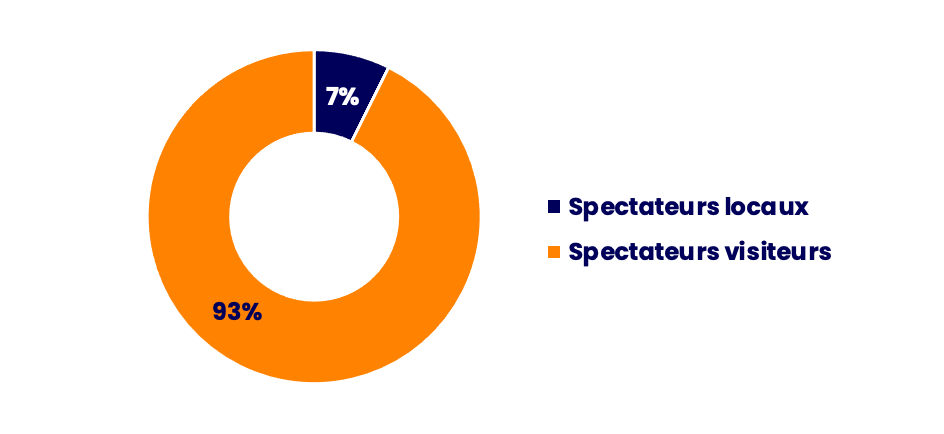 7%
Spectateurs locaux
Spectateurs visiteurs
93%